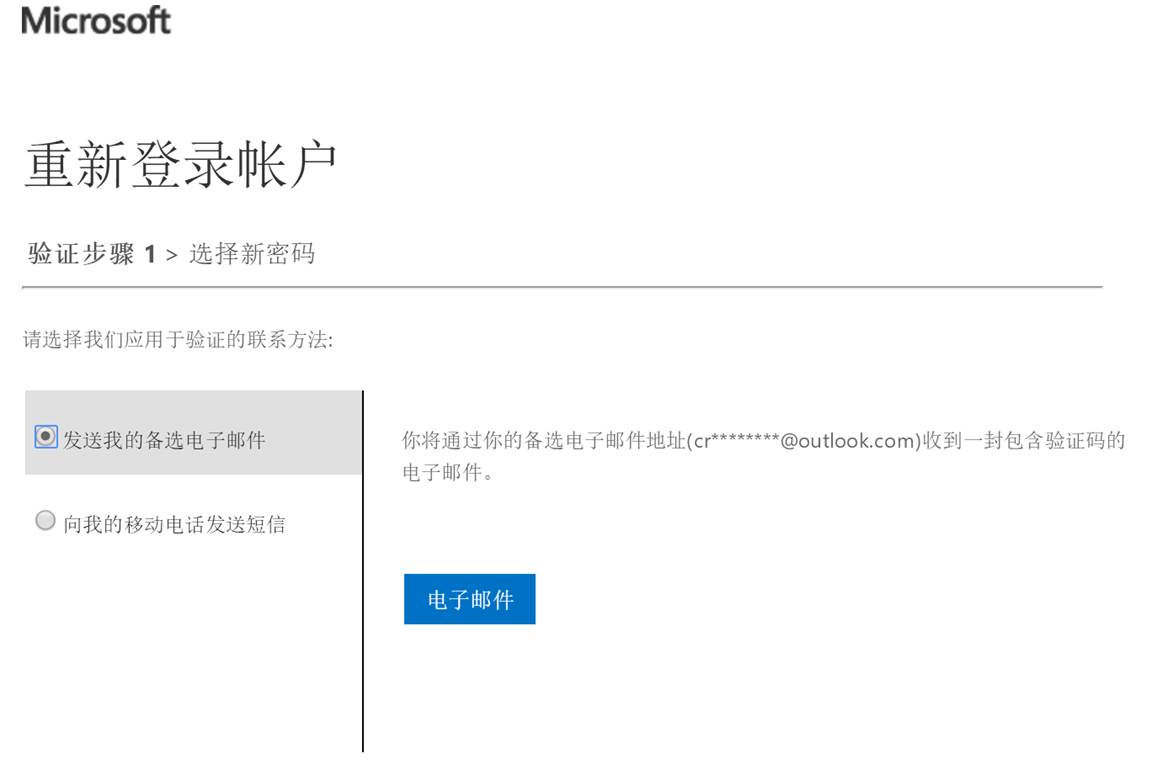 Microsoft
重新登录帐户
验证步骤 1 > 选择新密码
请选择我们应用于验证的联系方法:
发送我的备选电子邮件
你将通过你的备选电子邮件地址(cr********@outlook.com)收到一封包含验证码的
电子邮件。
向我的移动电话发送短信
电子邮件